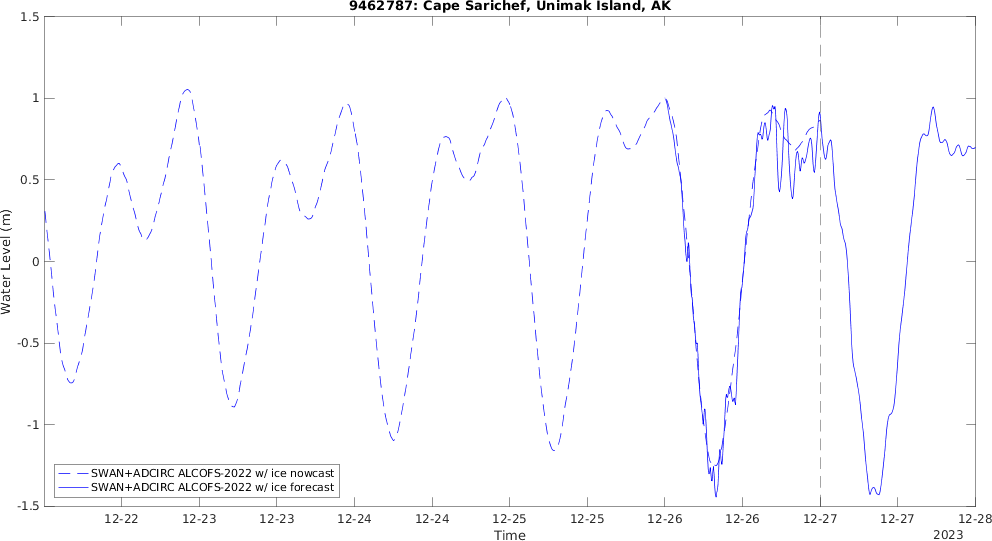 9462787: Cape Sarichef, Unimak Island, AK
1.5
1
0.5
0
-0.5
-1
-1.5
Water Level (m)
SWAN+ADCIRC ALCOFS-2022 w/ ice nowcast
SWAN+ADCIRC ALCOFS-2022 w/ ice forecast
12-22 12-23 12-23 12-24 12-24 12-25 12-25 12-26 12-26 12-27 12-27 12-28
Time
2023